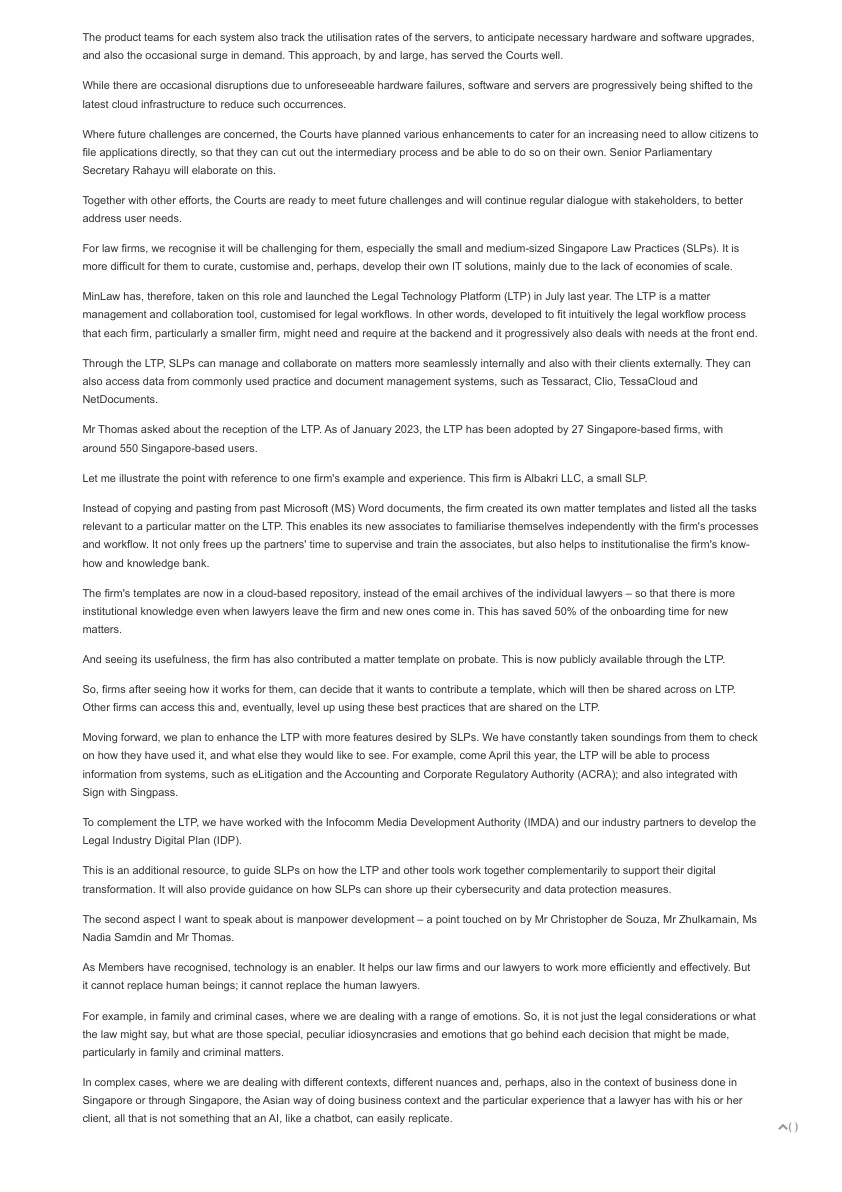 The product teams for each system also track the utilisation rates of the servers, to anticipate necessary hardware and software upgrades,
and also the occasional surge in demand. This approach, by and large, has served the Courts well.
While there are occasional disruptions due to unforeseeable hardware failures, software and servers are progressively being shifted to the
latest cloud infrastructure to reduce such occurrences.
Where future challenges are concerned, the Courts have planned various enhancements to cater for an increasing need to allow citizens to
file applications directly, so that they can cut out the intermediary process and be able to do so on their own. Senior Parliamentary
Secretary Rahayu will elaborate on this.
Together with other efforts, the Courts are ready to meet future challenges and will continue regular dialogue with stakeholders, to better
address user needs.
For law firms, we recognise it will be challenging for them, especially the small and medium-sized Singapore Law Practices (SLPs). It is
more difficult for them to curate, customise and, perhaps, develop their own IT solutions, mainly due to the lack of economies of scale.
MinLaw has, therefore, taken on this role and launched the Legal Technology Platform (LTP) in July last year. The LTP is a matter
management and collaboration tool, customised for legal workflows. In other words, developed to fit intuitively the legal workflow process
that each firm, particularly a smaller firm, might need and require at the backend and it progressively also deals with needs at the front end.
Through the LTP, SLPs can manage and collaborate on matters more seamlessly internally and also with their clients externally. They can
also access data from commonly used practice and document management systems, such as Tessaract, Clio, TessaCloud and
NetDocuments.
Mr Thomas asked about the reception of the LTP. As of January 2023, the LTP has been adopted by 27 Singapore-based firms, with
around 550 Singapore-based users.
Let me illustrate the point with reference to one firm's example and experience. This firm is Albakri LLC, a small SLP.
Instead of copying and pasting from past Microsoft (MS) Word documents, the firm created its own matter templates and listed all the tasks
relevant to a particular matter on the LTP. This enables its new associates to familiarise themselves independently with the firm's processes
and workflow. It not only frees up the partners' time to supervise and train the associates, but also helps to institutionalise the firm's know-
how and knowledge bank.
The firm's templates are now in a cloud-based repository, instead of the email archives of the individual lawyers – so that there is more
institutional knowledge even when lawyers leave the firm and new ones come in. This has saved 50% of the onboarding time for new
matters.
And seeing its usefulness, the firm has also contributed a matter template on probate. This is now publicly available through the LTP.
So, firms after seeing how it works for them, can decide that it wants to contribute a template, which will then be shared across on LTP.
Other firms can access this and, eventually, level up using these best practices that are shared on the LTP.
Moving forward, we plan to enhance the LTP with more features desired by SLPs. We have constantly taken soundings from them to check
on how they have used it, and what else they would like to see. For example, come April this year, the LTP will be able to process
information from systems, such as eLitigation and the Accounting and Corporate Regulatory Authority (ACRA); and also integrated with
Sign with Singpass.
To complement the LTP, we have worked with the Infocomm Media Development Authority (IMDA) and our industry partners to develop the
Legal Industry Digital Plan (IDP).
This is an additional resource, to guide SLPs on how the LTP and other tools work together complementarily to support their digital
transformation. It will also provide guidance on how SLPs can shore up their cybersecurity and data protection measures.
The second aspect I want to speak about is manpower development – a point touched on by Mr Christopher de Souza, Mr Zhulkarnain, Ms
Nadia Samdin and Mr Thomas.
As Members have recognised, technology is an enabler. It helps our law firms and our lawyers to work more efficiently and effectively. But
it cannot replace human beings; it cannot replace the human lawyers.
For example, in family and criminal cases, where we are dealing with a range of emotions. So, it is not just the legal considerations or what
the law might say, but what are those special, peculiar idiosyncrasies and emotions that go behind each decision that might be made,
particularly in family and criminal matters.
In complex cases, where we are dealing with different contexts, different nuances and, perhaps, also in the context of business done in
Singapore or through Singapore, the Asian way of doing business context and the particular experience that a lawyer has with his or her
client, all that is not something that an AI, like a chatbot, can easily replicate.
( )